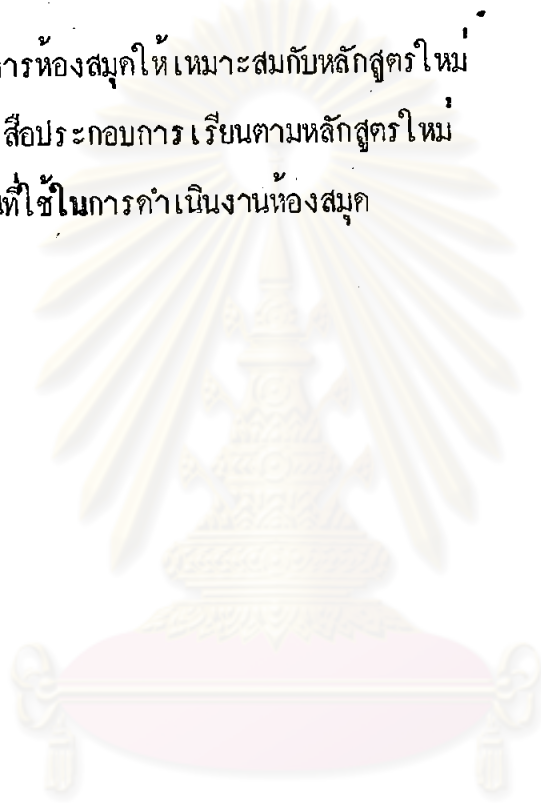 ารห้องสมุดให้เหมาะสมกับหลักสูตรใหม่
สือประกอบการเรียนตามหลักสูตรใหม่
ที่ใช้ในการดำเนินงานห้องสมุด